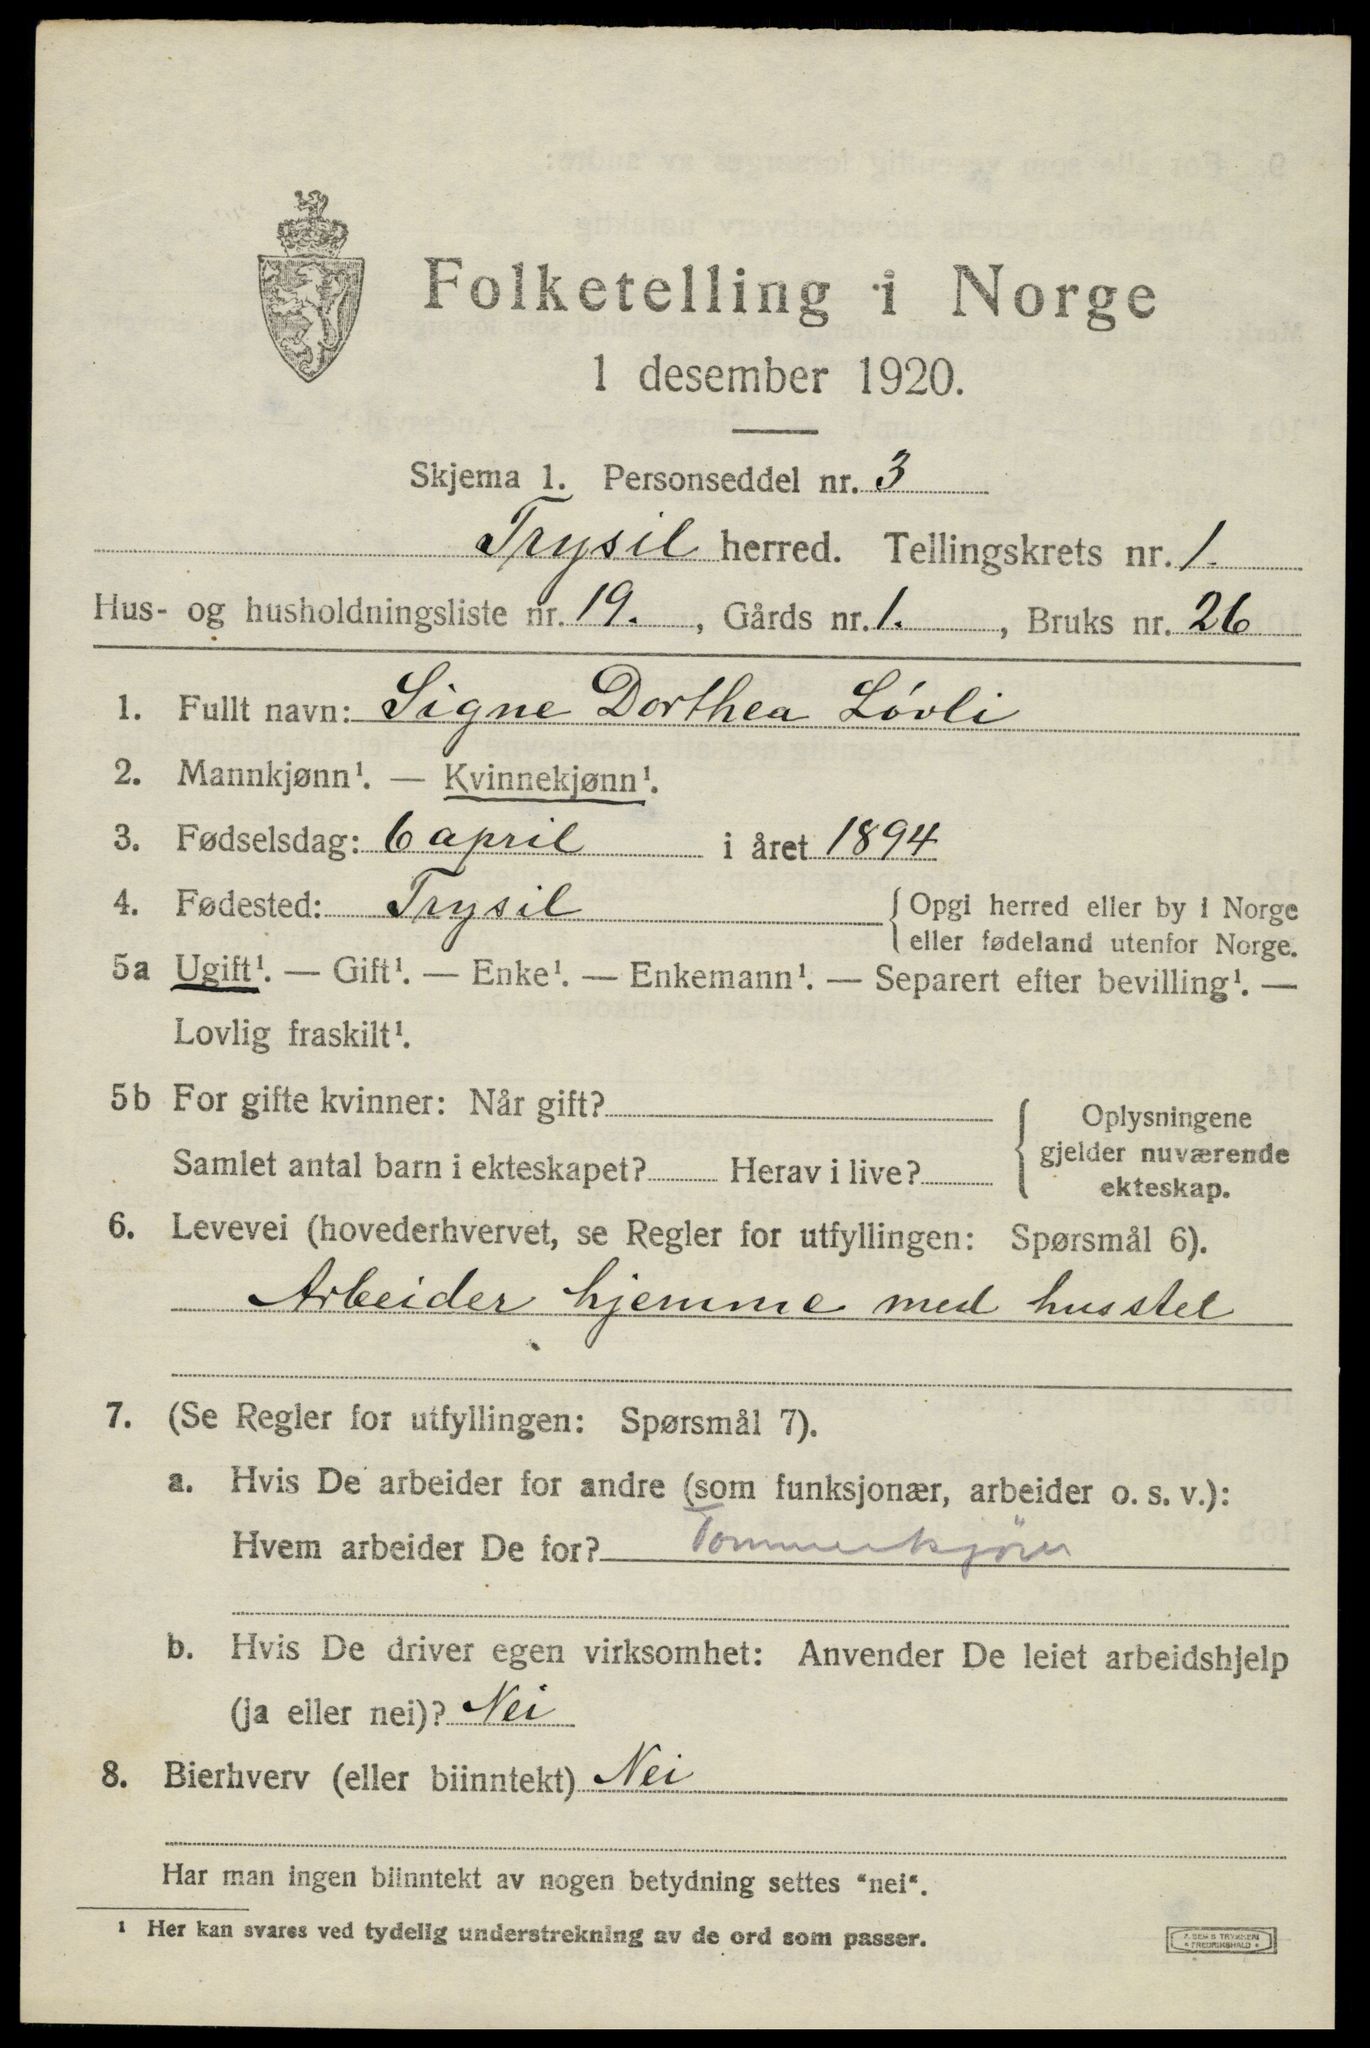 Folketelling i Norge
1 desember 1920.
Skjema 1. Personseddel nr. 3
Trysil herred. Tellingskrets nr. 1.
Hus- og husholdningsliste nr. 19., Gårds nr. 1., Bruks nr. 26
1. Fullt navn: Signe Dorthea Lóvli
2. Mannkjønn¹. — Kvinnekjønn¹.
3. Fødselsdag: 6 april i året 1894
4. Fødested: Trysil
{ Opgi herred eller by i Norge
eller fødeland utenfor Norge.
5a Ugift¹. — Gift¹. — Enke¹. — Enkemann¹. — Separert efter bevilling¹. —
Lovlig fraskilt¹.
5b For gifte kvinner: Når gift?
Samlet antal barn i ekteskapet? Herav i live?
{ Oplysningene
gjelder nuværende
ekteskap.
6. Levevei (hovederhvervet, se Regler for utfyllingen: Spørsmål 6).
Arbeider hjemme med husstel
7. (Se Regler for utfyllingen: Spørsmål 7).
a. Hvis De arbeider for andre (som funksjonær, arbeider o. s. v.):
Hvem arbeider De for? Tømmerkjörer
b. Hvis De driver egen virksomhet: Anvender De leiet arbeidshjelp
(ja eller nei)? Nei
8. Bierhverv (eller biinntekt) Nei
Har man ingen biinntekt av nogen betydning settes "nei".
¹ Her kan svares ved tydelig understrekning av de ord som passer.